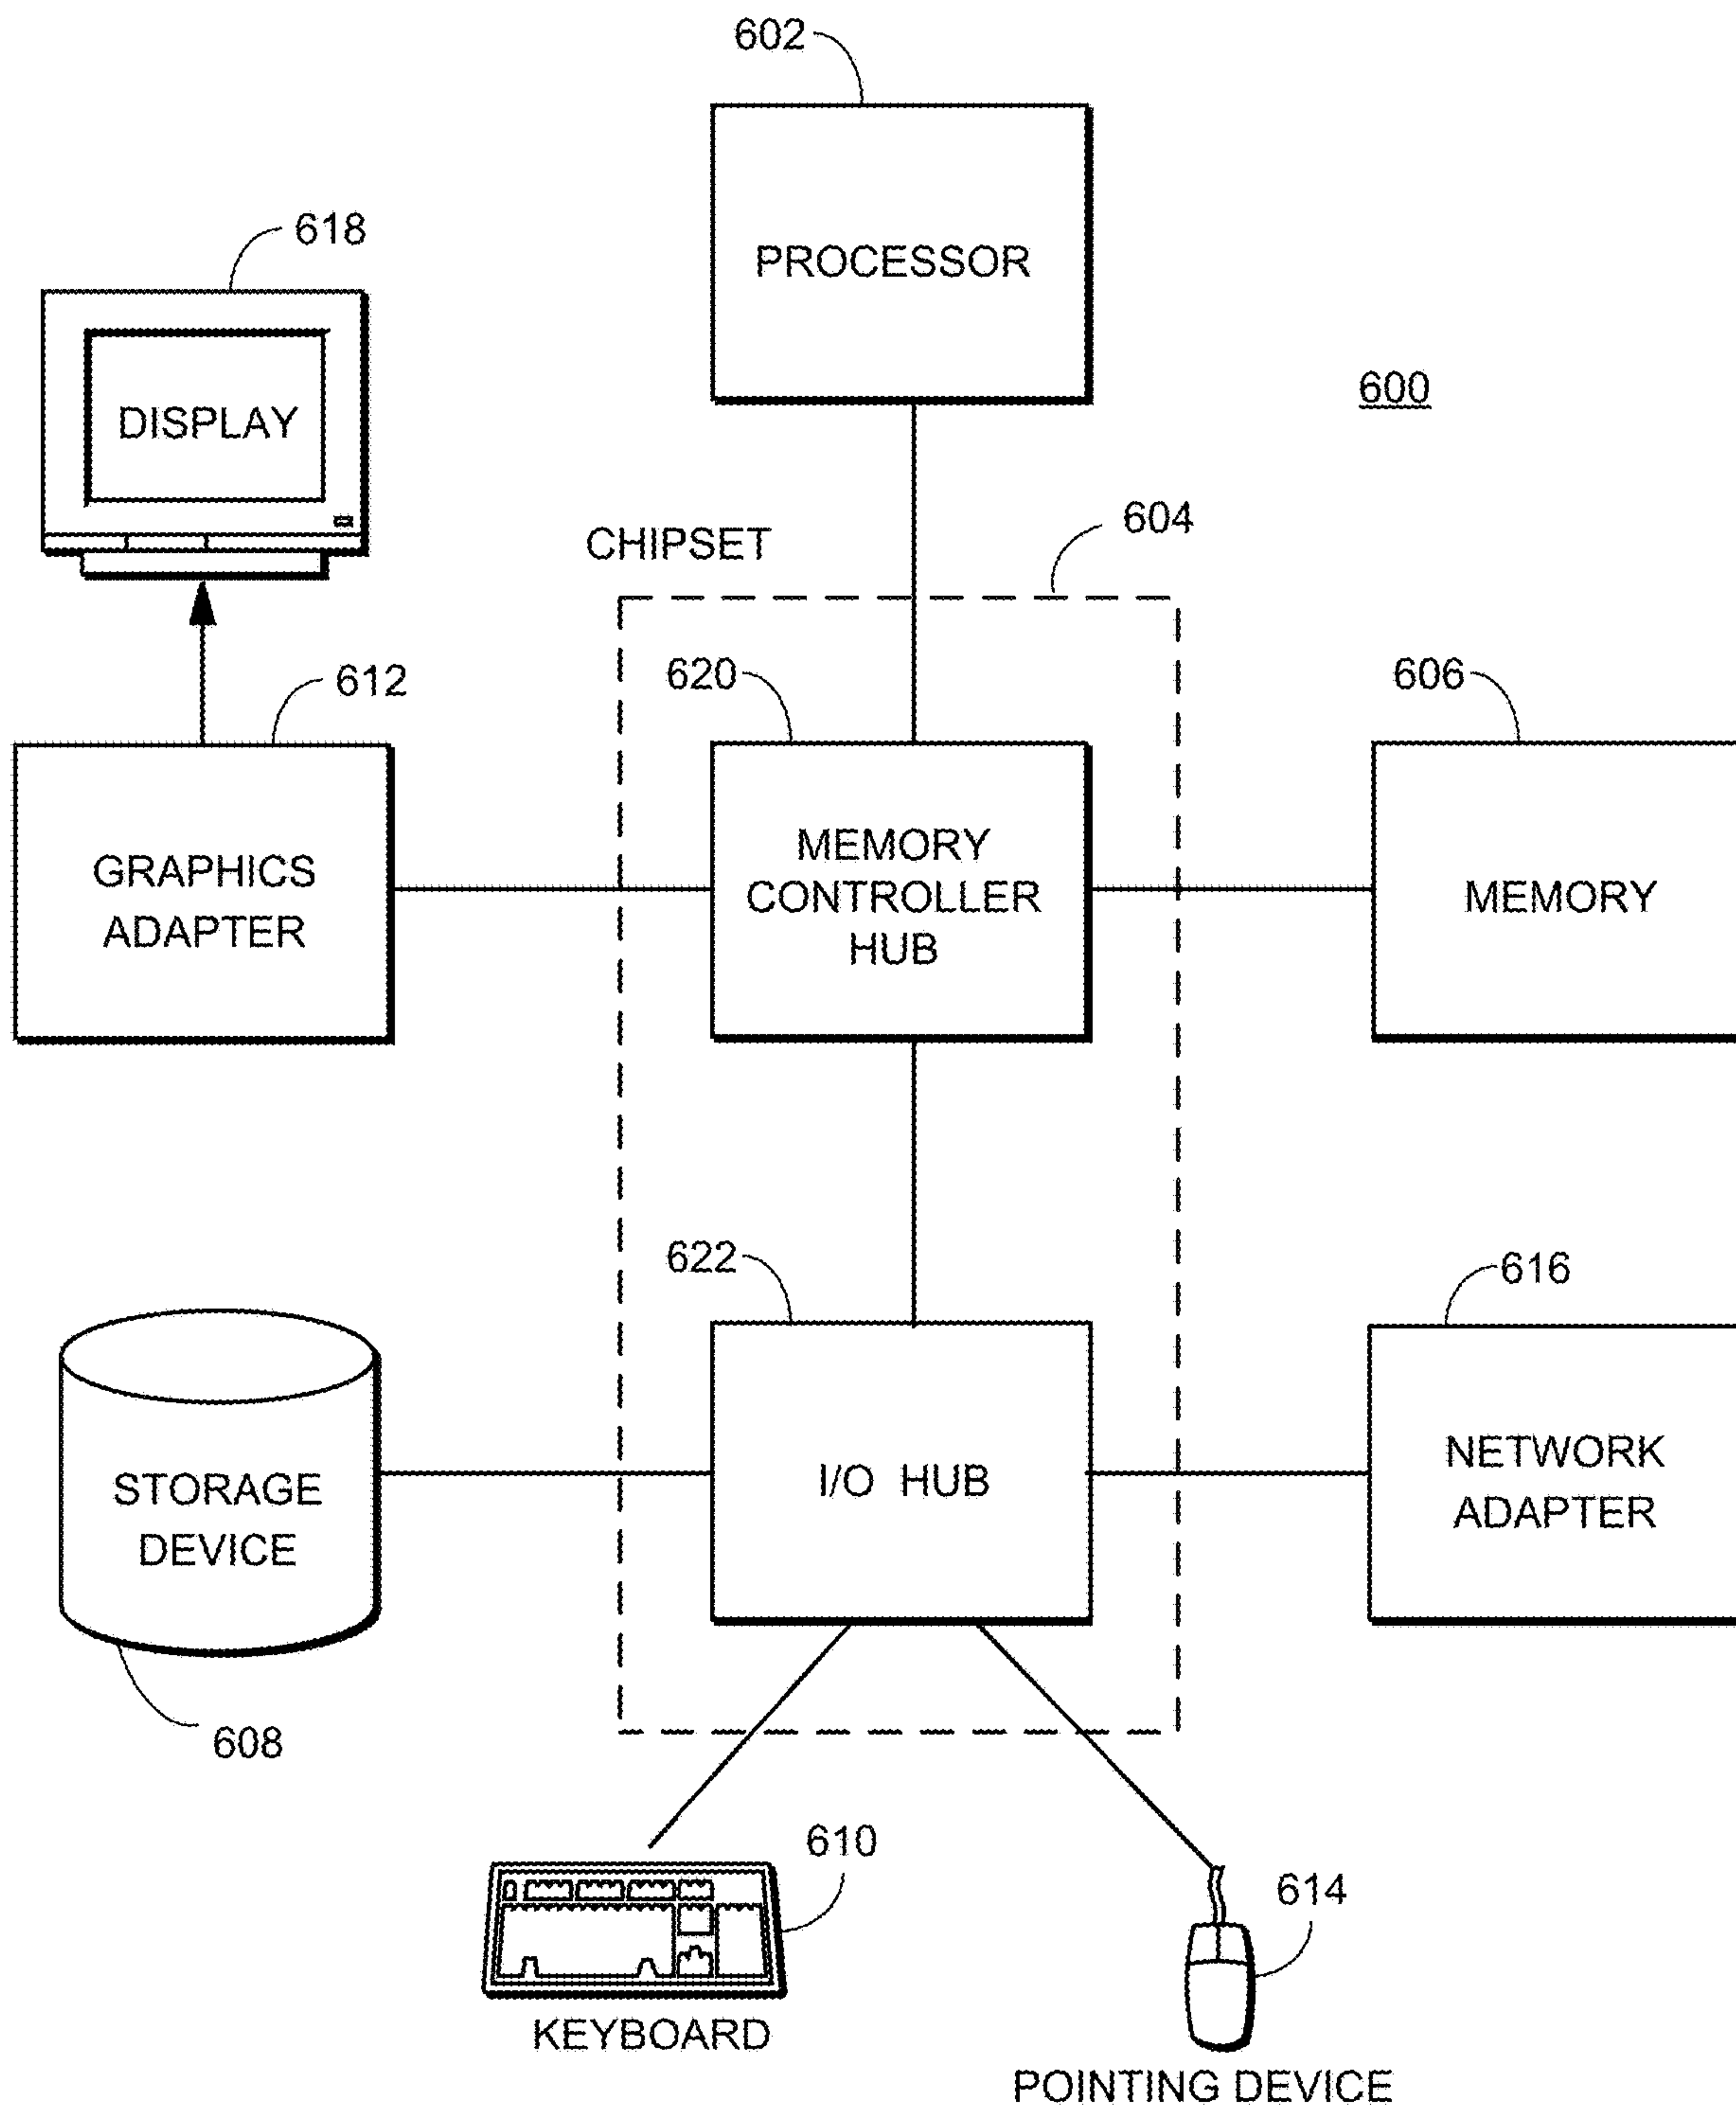 602
PROCESSOR
618
DISPLAY
600
CHIPSET
604
612
620
606
GRAPHICS
ADAPTER
MEMORY
CONTROLLER
HUB
MEMORY
622
616
STORAGE
DEVICE
I/O HUB
NETWORK
ADAPTER
608
610
KEYBOARD
614
POINTING DEVICE